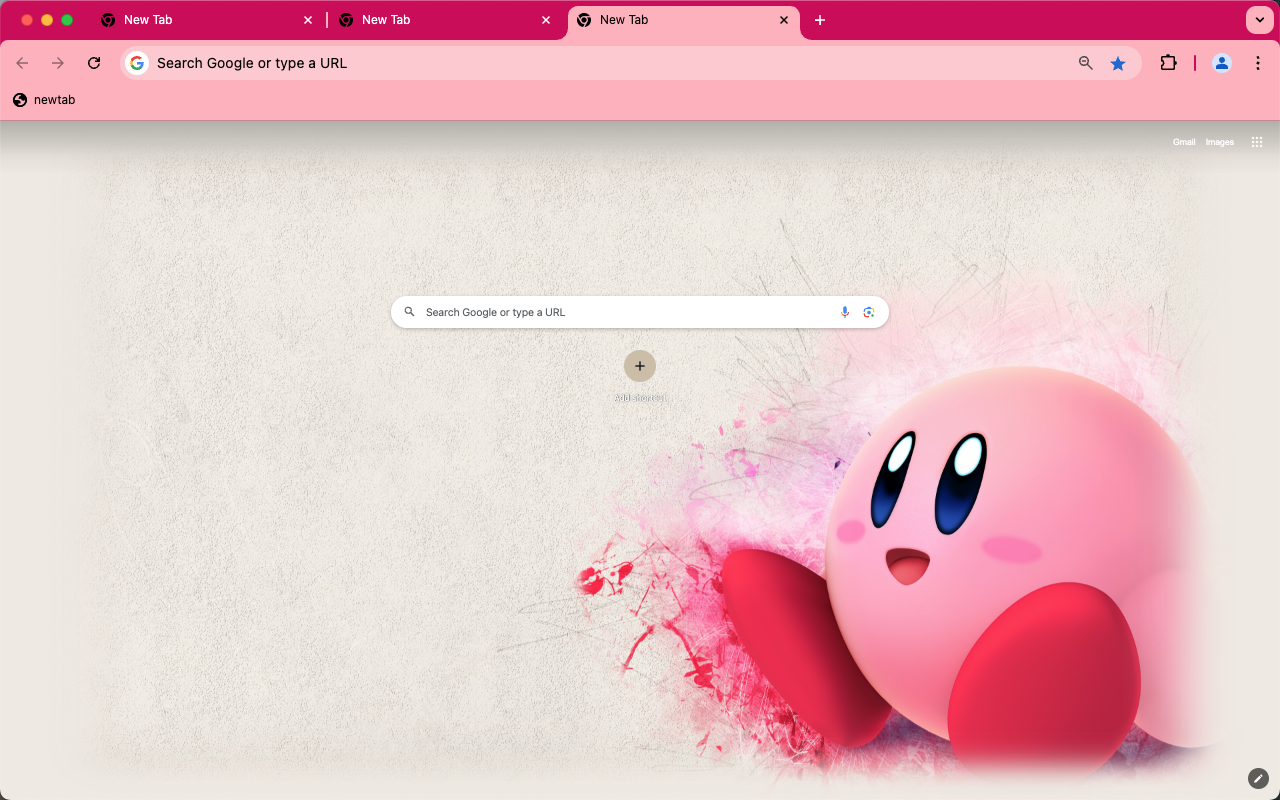 New Tab
New Tab
New Tab
Search Google or type a URL
newtab
Gmail Images
Search Google or type a URL
Add shortcut